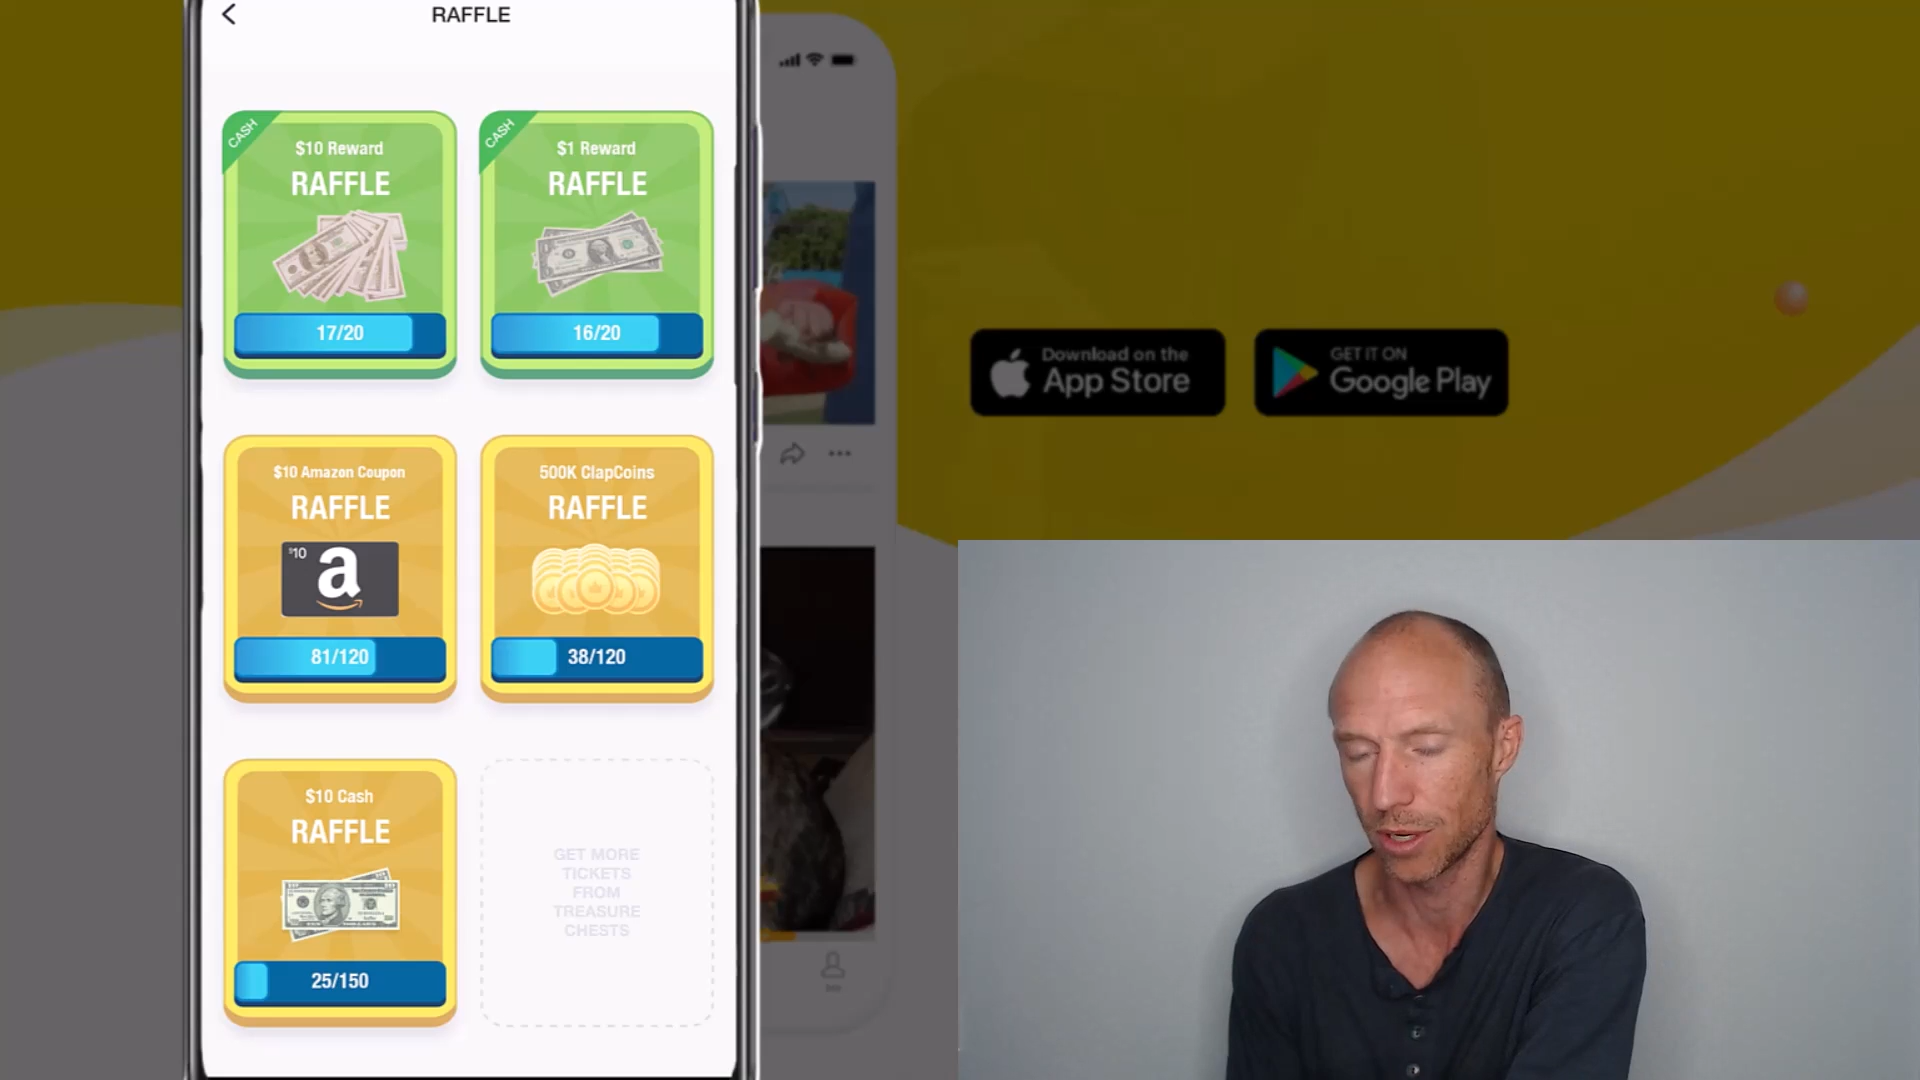 RAFFLE
CASH
$10 Reward
RAFFLE
17/20
CASH
$1 Reward
RAFFLE
16/20
$10 Amazon Coupon
RAFFLE
$10
a
81/120
500K ClapCoins
RAFFLE
38/120
$10 Cash
RAFFLE
25/150
GET MORE
TICKETS
FROM
TREASURE
CHESTS
Download on the
App Store
GET IT ON
Google Play